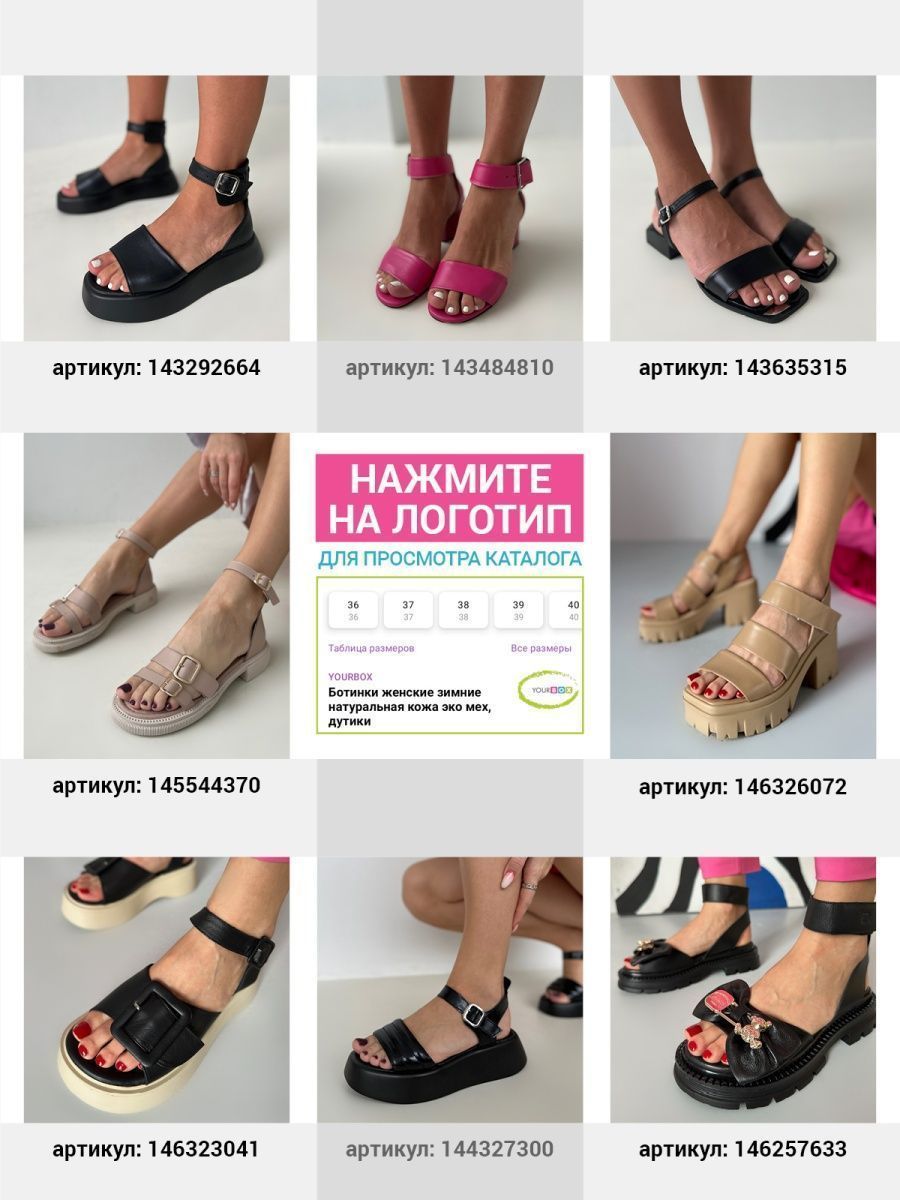 артикул: 143292664
артикул: 143484810
артикул: 143635315
НАЖМИТЕ
НА ЛОГОТИП
ДЛЯ ПРОСМОТРА КАТАЛОГА
36 37 38 39 40
36 37 38 39 40
Таблица размеров Все размеры
YOURBOX
Ботинки женские зимние
натуральная кожа эко мех,
дутики
YOURBOX
артикул: 145544370
артикул: 146326072
артикул: 146323041
артикул: 144327300
артикул: 146257633